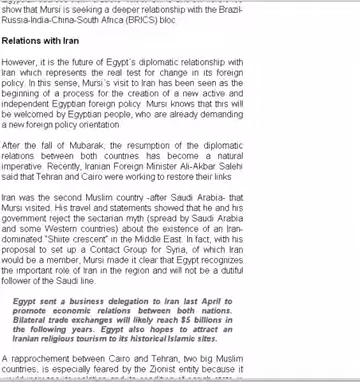 show that Mursi is seeking a deeper relationship with the Brazil-
Russia-India-China-South Africa (BRICS) bloc
Relations with Iran
However, it is the future of Egypt´s diplomatic relationship with
Iran which represents the real test for change in its foreign
policy. In this sense, Mursi´s visit to Iran has been seen as the
beginning of a process for the creation of a new active and
independent Egyptian foreign policy. Mursi knows that this will
be welcomed by Egyptian people, who are already demanding
a new foreign policy orientation.
After the fall of Mubarak, the resumption of the diplomatic
relations between both countries has become a natural
imperative. Recently, Iranian Foreign Minister Ali-Akbar Salehi
said that Tehran and Cairo were working to restore their links
Iran was the second Muslim country -after Saudi Arabia- that
Mursi visited. His travel and statements showed that he and his
government reject the sectarian myth (spread by Saudi Arabia
and some Western countries) about the existence of an Iran-
dominated "Shiite crescent" in the Middle East. In fact, with his
proposal to set up a Contact Group for Syria, of which Iran
would be a member, Mursi made it clear that Egypt recognizes
the important role of Iran in the region and will not be a dutiful
follower of the Saudi line.
Egypt sent a business delegation to Iran last April to
promote economic relations between both nations.
Bilateral trade exchanges will likely reach $5 billions in
the following years. Egypt also hopes to attract an
Iranian religious tourism to its historical Islamic sites.
A rapprochement between Cairo and Tehran, two big Muslim
countries, is especially feared by the Zionist entity because it